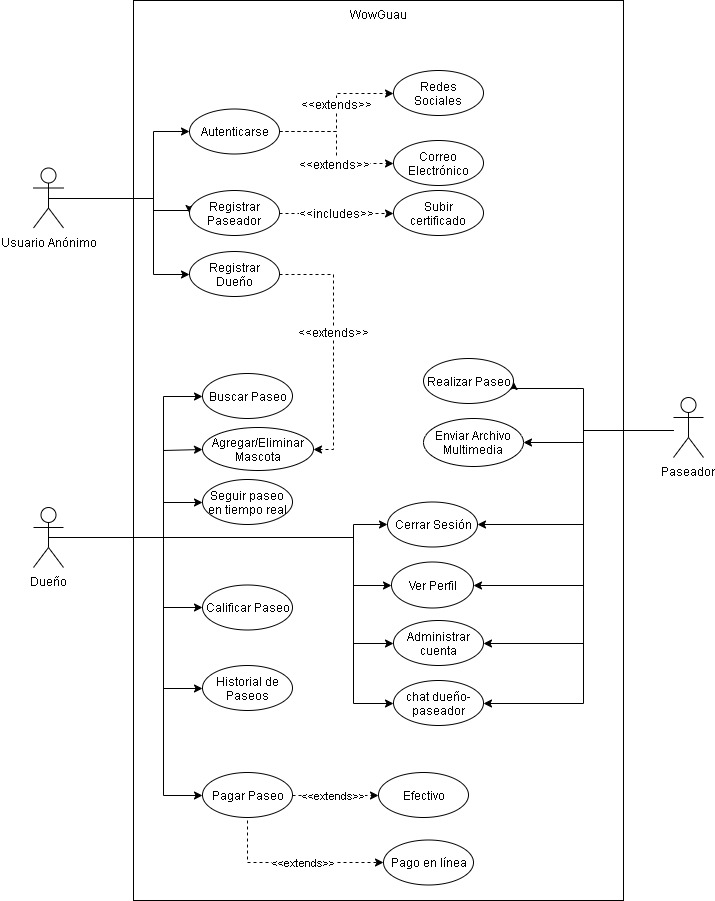 WowGuau
Redes
Sociales
<<extends>>
Autenticarse
<<extends>>
Correo
Electrónico
Usuario Anónimo
Registrar
Paseador
<<includes>>
Subir
certificado
Registrar
Dueño
<<extends>>
Buscar Paseo
Realizar Paseo
Agregar/Eliminar
Mascota
Enviar Archivo
Multimedia
Paseador
Seguir paseo
en tiempo real
Cerrar Sesión
Dueño
Ver Perfil
Calificar Paseo
Administrar
cuenta
Historial de
Paseos
chat dueño-
paseador
Pagar Paseo
<<extends>>
Efectivo
<<extends>>
Pago en línea